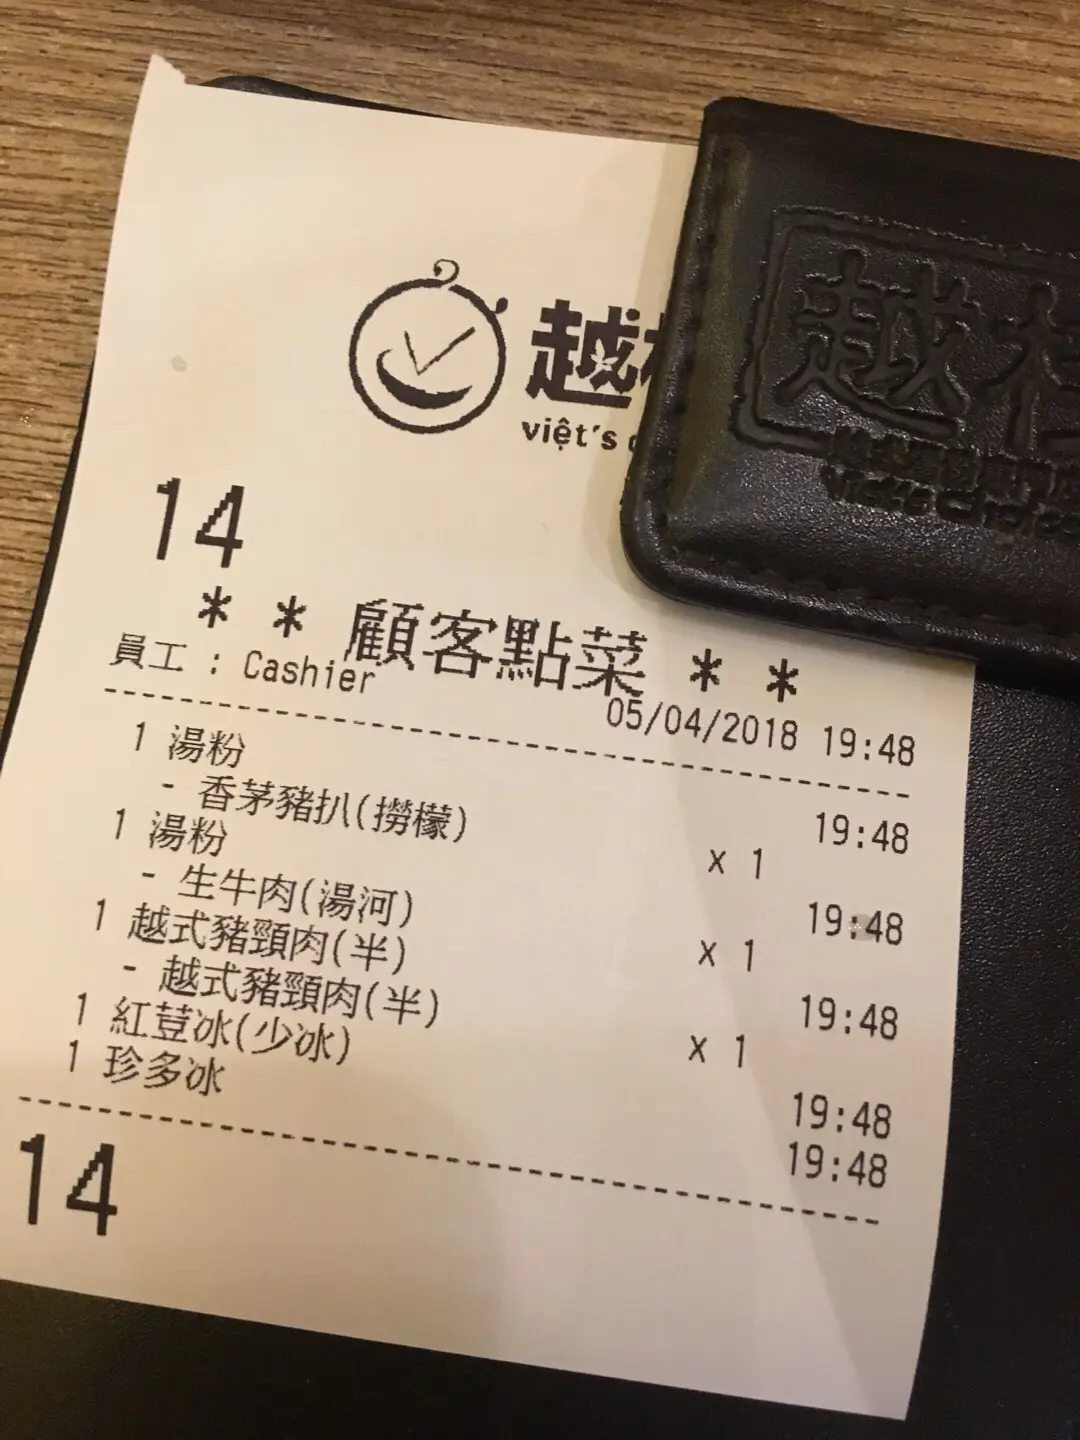 越
việt's
越
14
* * 顧客點菜 * *
員工 : Cashier
05/04/2018 19:48
1 湯粉 19:48
- 香茅豬扒(撈檬) x 1
1 湯粉 19:48
- 生牛肉(湯河) x 1
1 越式豬頸肉(半) 19:48
- 越式豬頸肉(半) x 1
1 紅荳冰(少冰) 19:48
1 珍多冰 19:48
14